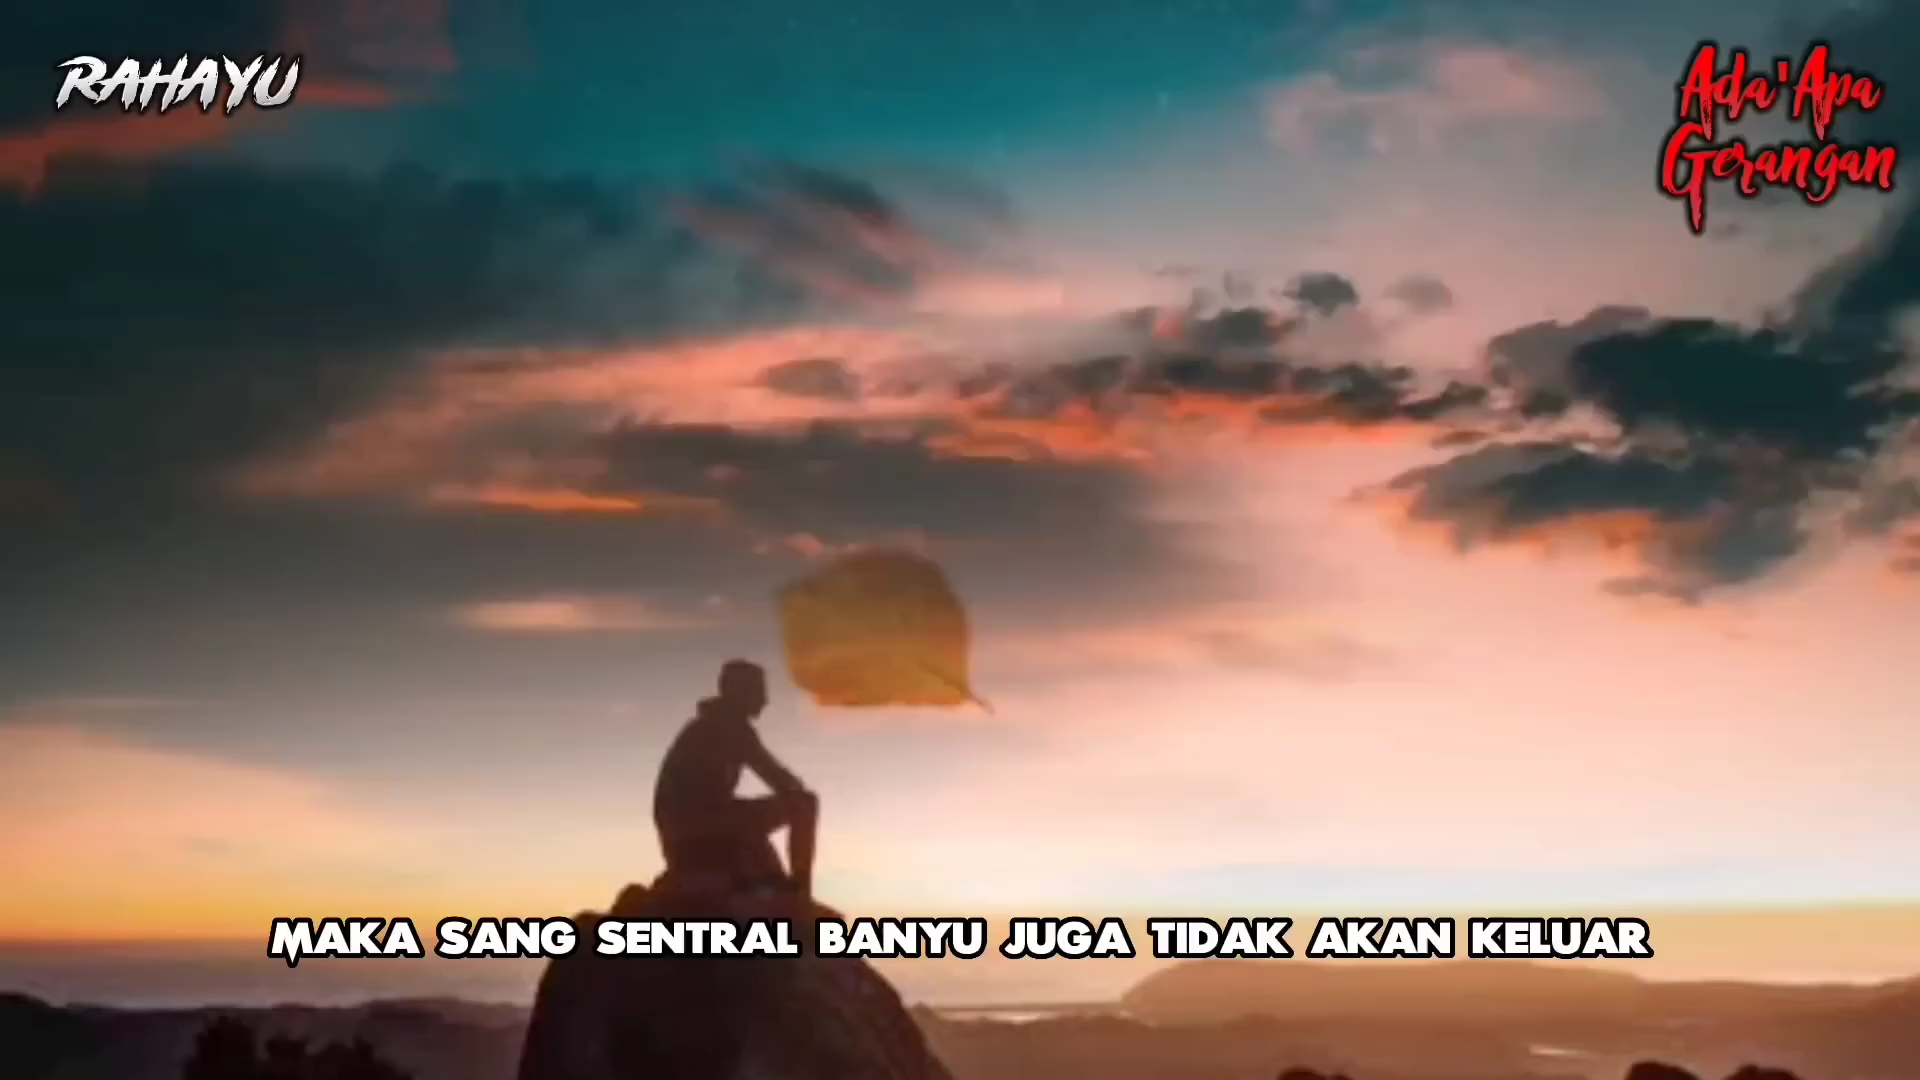 RAHAYU
Ada'Apa
Gerangan
MAKA SANG SENTRAL BANYU JUGA TIDAK AKAN KELUAR